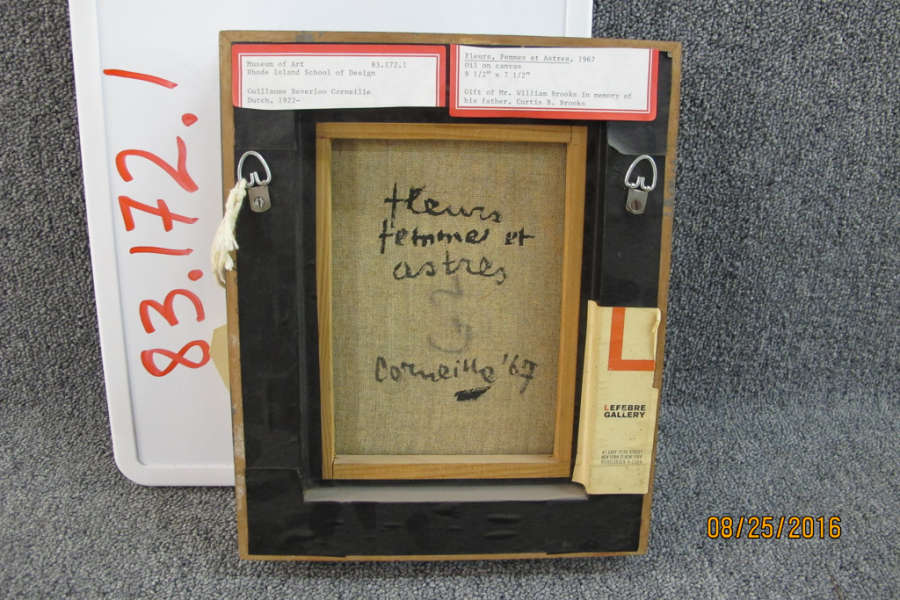 83.172.1
Museum of Art 83.172.1
Rhode Island School of Design
Guillaume Beverloo Corneille
Dutch, 1922-
Fleurs, Femmes et Astres, 1967
Oil on canvas
8 1/2" x 7 1/2"
Gift of Mr. William Brooks in memory of
his father, Curtis B. Brooks
fleurs
femmes et
astres
Corneille '67
LEFEBRE
GALLERY
08/25/2016